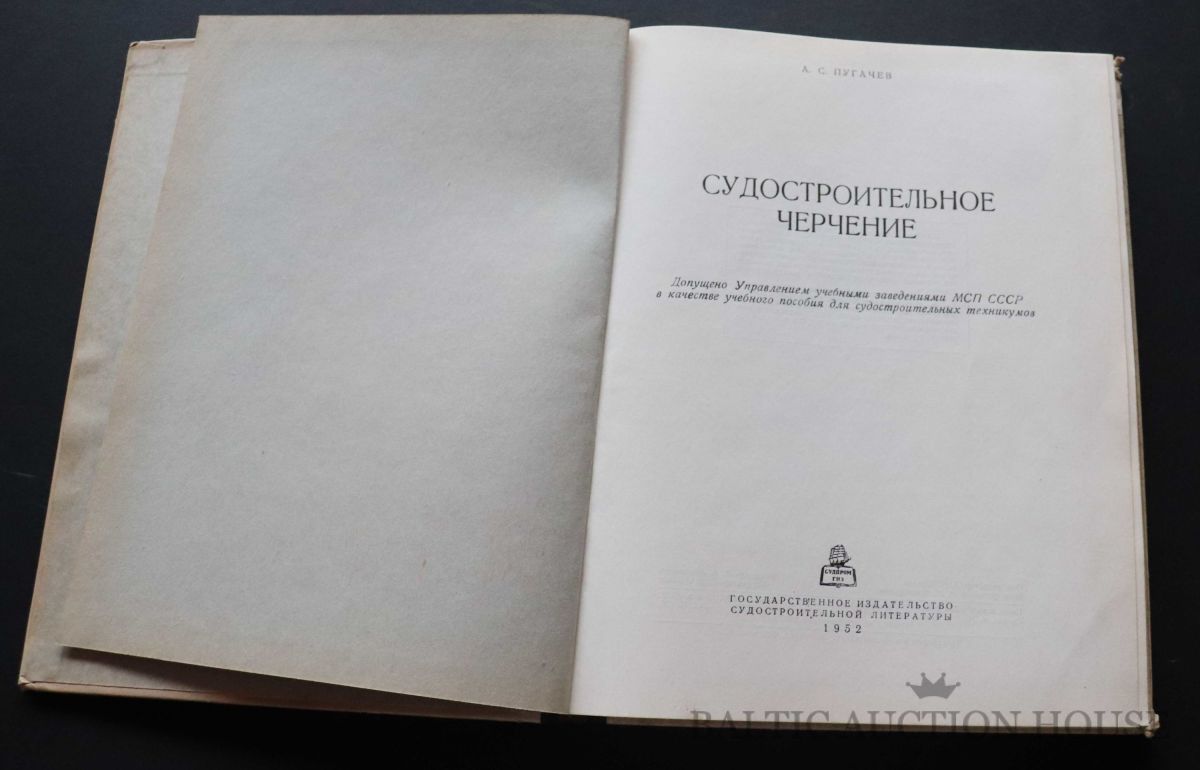 А. С. ПУГАЧЕВ
СУДОСТРОИТЕЛЬНОЕ
ЧЕРЧЕНИЕ
Допущено Управлением учебными заведениями МСП СССР
в качестве учебного пособия для судостроительных техникумов
СУДПРОМ
ГИЗ
ГОСУДАРСТВЕННОЕ ИЗДАТЕЛЬСТВО
СУДОСТРОИТЕЛЬНОЙ ЛИТЕРАТУРЫ
1952
BALTIC AUCTION HOUSE